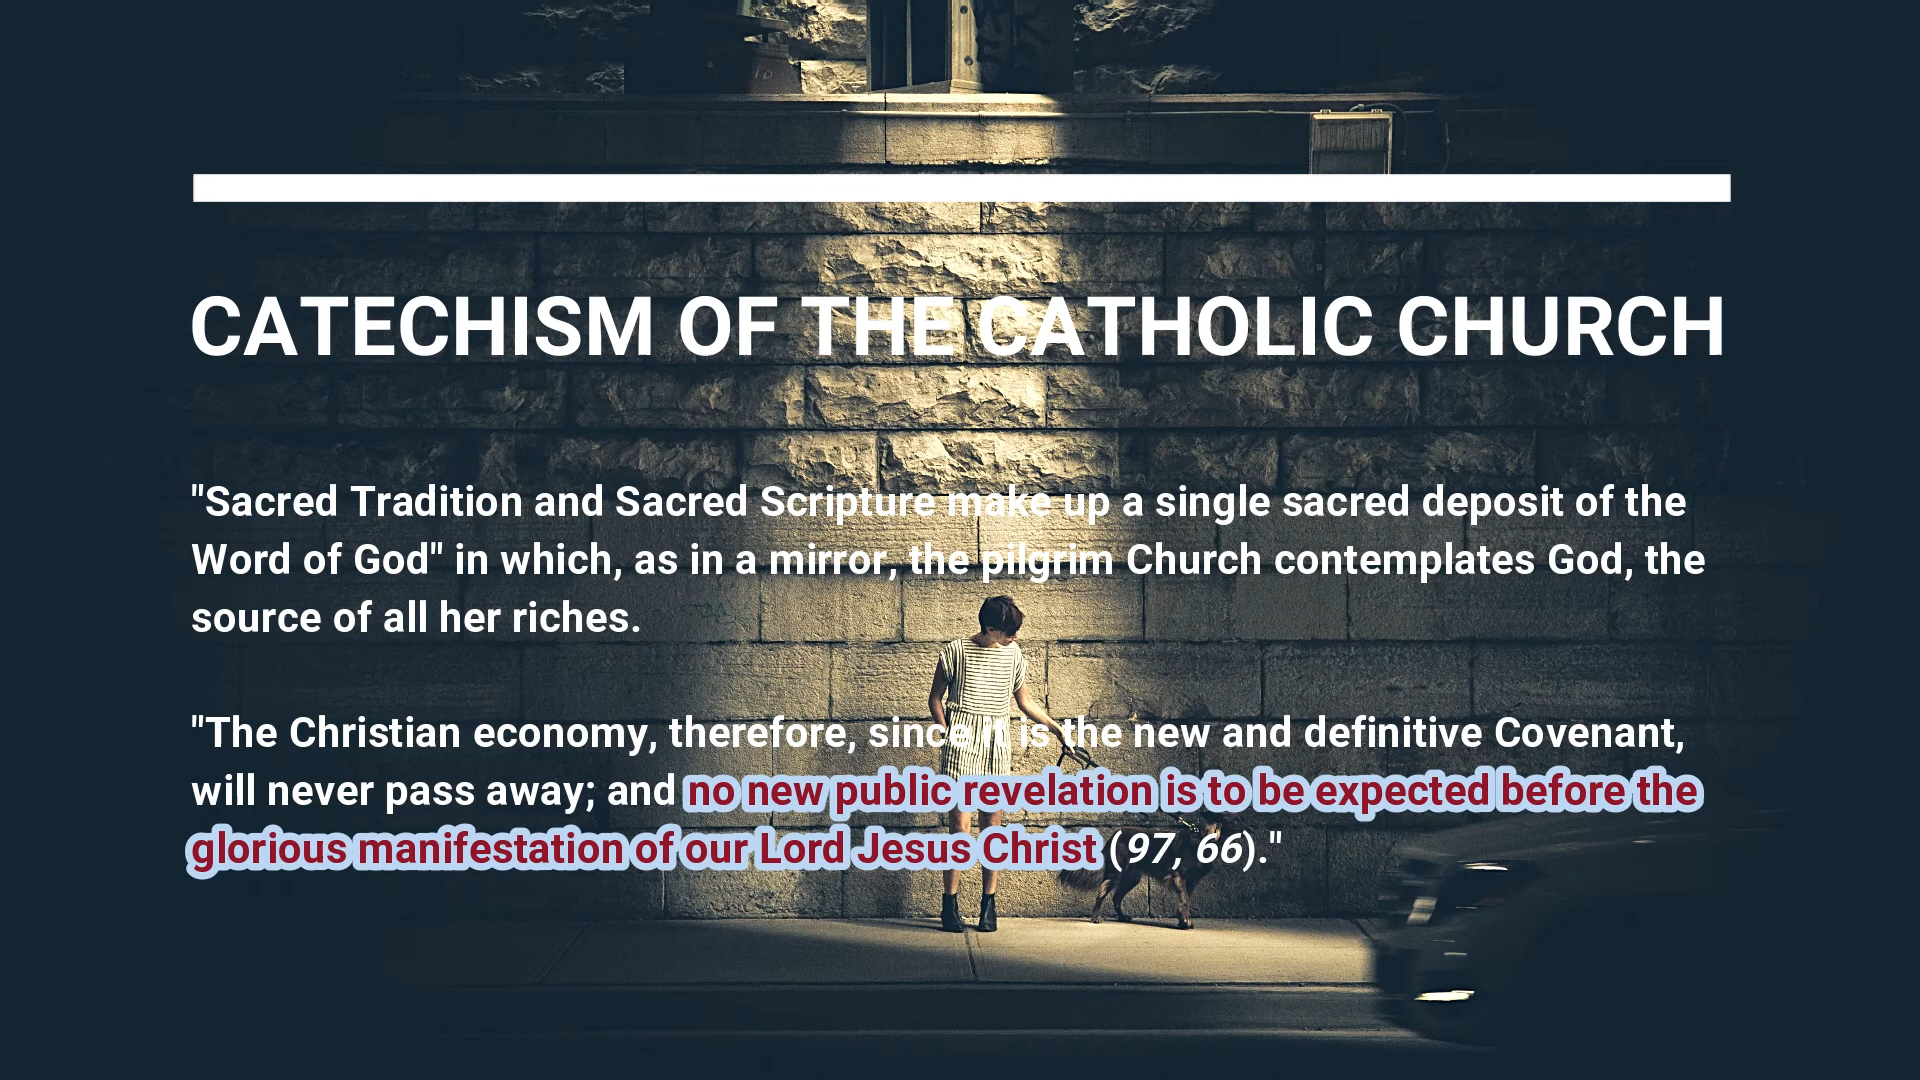 CATECHISM OF THE CATHOLIC CHURCH
"Sacred Tradition and Sacred Scripture make up a single sacred deposit of the
Word of God" in which, as in a mirror, the pilgrim Church contemplates God, the
source of all her riches.
"The Christian economy, therefore, since it is the new and definitive Covenant,
will never pass away; and no new public revelation is to be expected before the
glorious manifestation of our Lord Jesus Christ (97, 66)."